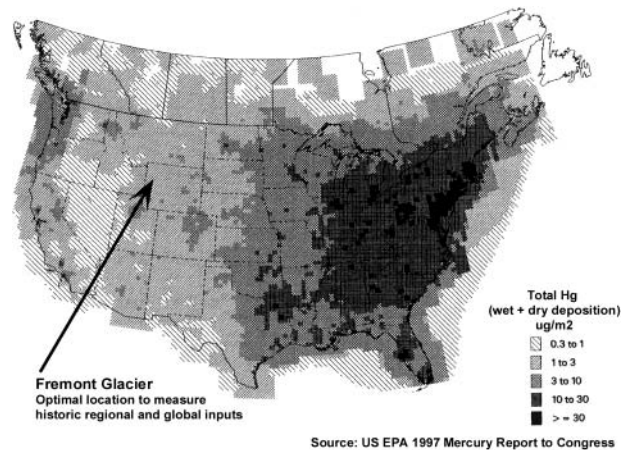 Total Hg
(wet + dry deposition)
ug/m2
0.3 to 1
1 to 3
3 to 10
10 to 30
> = 30
Fremont Glacier
Optimal location to measure
historic regional and global inputs
Source: US EPA 1997 Mercury Report to Congress